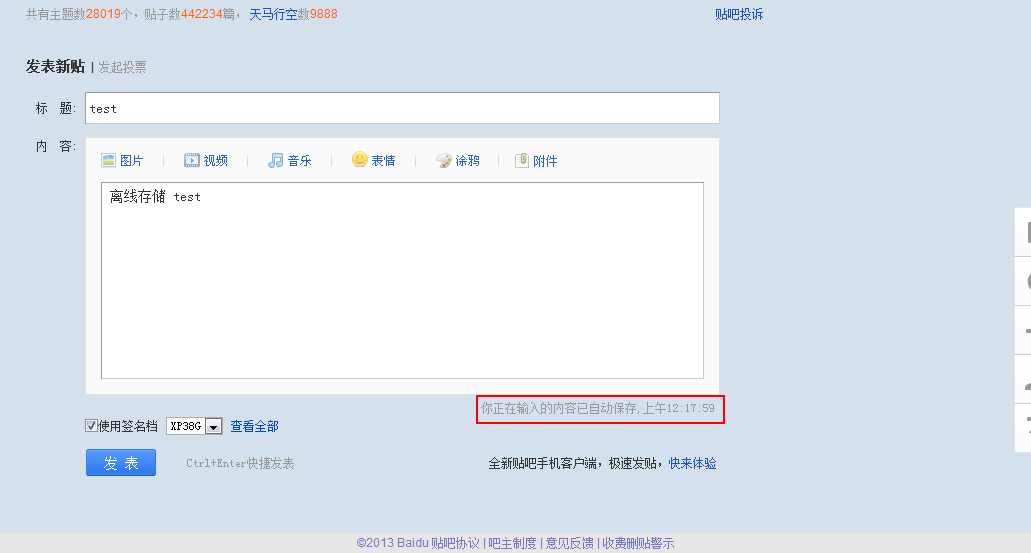 共有主题数28019个，贴子数442234篇， 天马行空数9888 贴吧投诉
发表新贴 | 发起投票
标 题: test
内 容:
图片 | 视频 | 音乐 | 表情 | 涂鸦 | 附件
离线存储 test
你正在输入的内容已自动保存,上午12:17:59
使用签名档 XP38G 查看全部
发 表 Ctrl+Enter快捷发表 全新贴吧手机客户端，极速发贴，快来体验
©2013 Baidu 贴吧协议 | 吧主制度 | 意见反馈 | 收费删贴警示